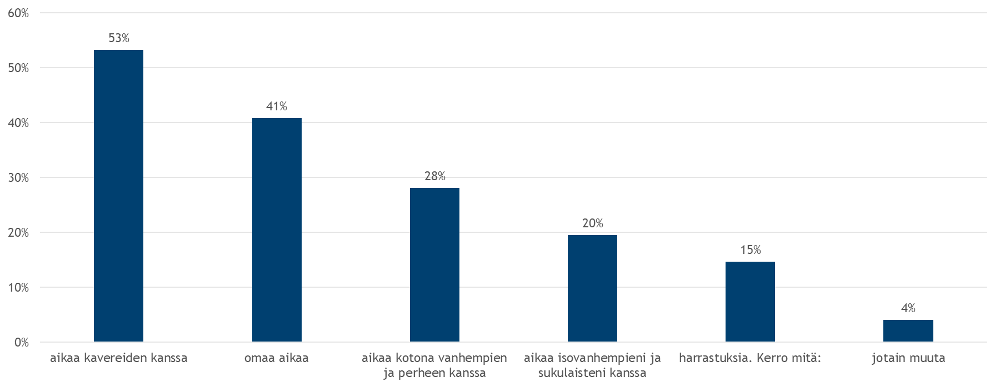 60%
50%
40%
30%
20%
10%
0%
53%
41%
28%
20%
15%
4%
aikaa kavereiden kanssa
omaa aikaa
aikaa kotona vanhempien
ja perheen kanssa
aikaa isovanhempieni ja
sukulaisteni kanssa
harrastuksia. Kerro mitä:
jotain muuta